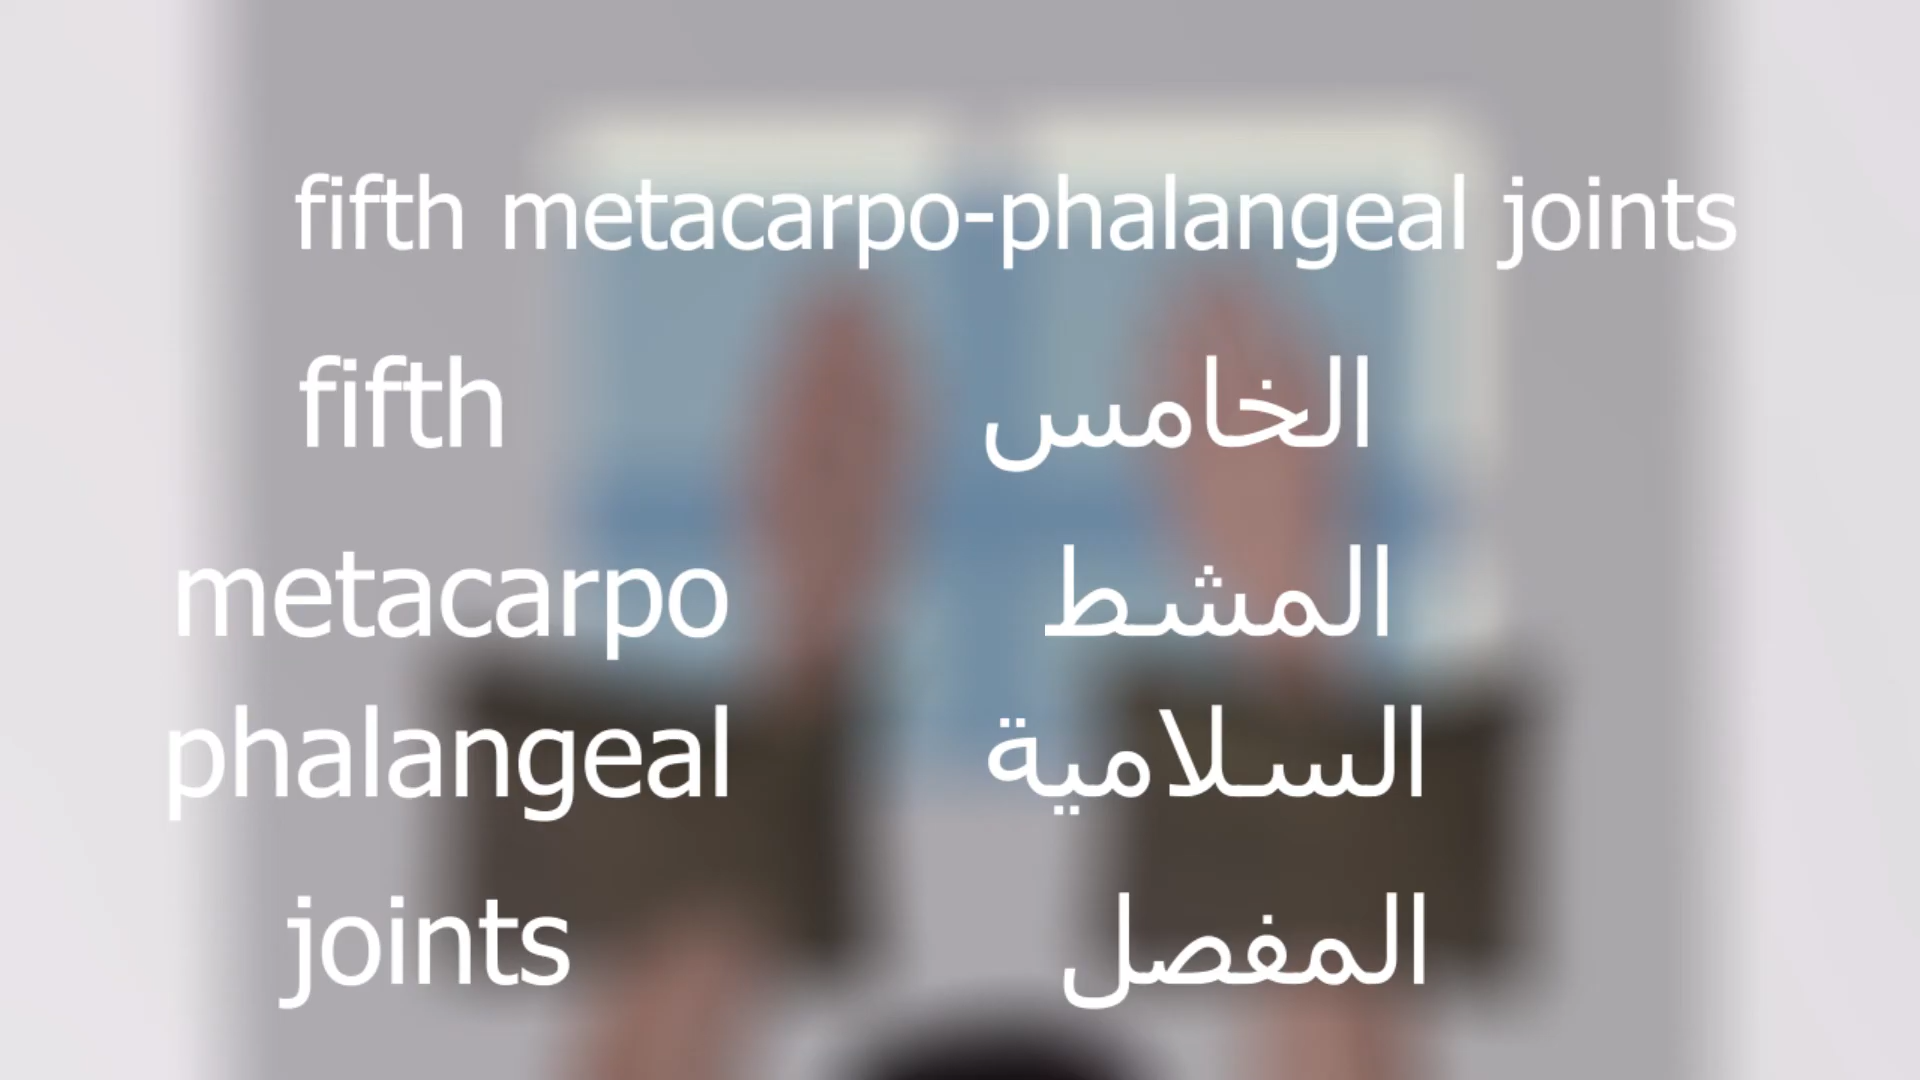 fifth metacarpo-phalangeal joints
fifth الخامس
metacarpo المشط
phalangeal السلامية
joints المفصل